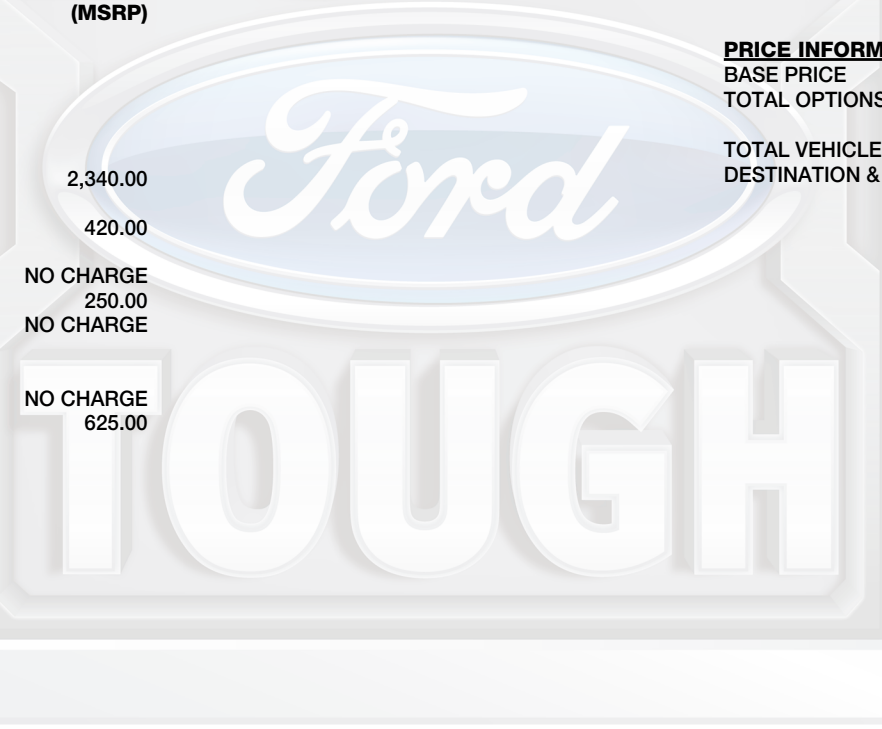 (MSRP)
2,340.00
420.00
NO CHARGE
250.00
NO CHARGE
NO CHARGE
625.00
PRICE INFORM
BASE PRICE
TOTAL OPTIONS
TOTAL VEHICLE
DESTINATION &
Ford
TOUGH